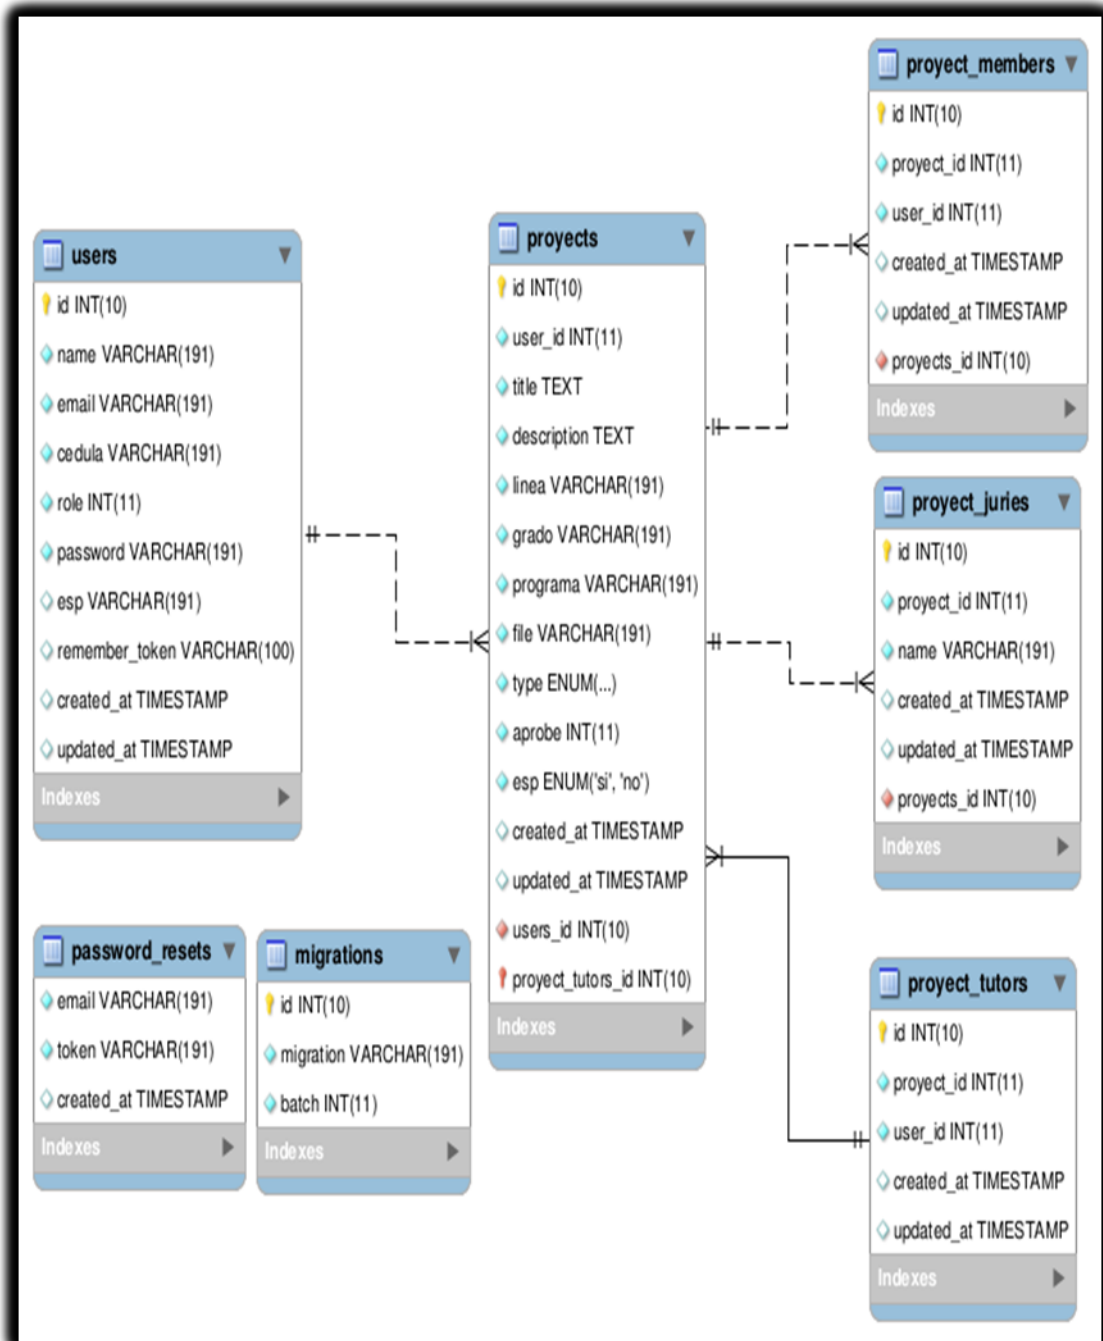 users
id INT(10)
name VARCHAR(191)
email VARCHAR(191)
cedula VARCHAR(191)
role INT(11)
password VARCHAR(191)
esp VARCHAR(191)
remember_token VARCHAR(100)
created_at TIMESTAMP
updated_at TIMESTAMP
Indexes
password_resets
email VARCHAR(191)
token VARCHAR(191)
created_at TIMESTAMP
Indexes
migrations
id INT(10)
migration VARCHAR(191)
batch INT(11)
Indexes
proyects
id INT(10)
user_id INT(11)
title TEXT
description TEXT
linea VARCHAR(191)
grado VARCHAR(191)
programa VARCHAR(191)
file VARCHAR(191)
type ENUM(...)
aprobe INT(11)
esp ENUM('si', 'no')
created_at TIMESTAMP
updated_at TIMESTAMP
users_id INT(10)
proyect_tutors_id INT(10)
Indexes
proyect_members
id INT(10)
proyect_id INT(11)
user_id INT(11)
created_at TIMESTAMP
updated_at TIMESTAMP
proyects_id INT(10)
Indexes
proyect_juries
id INT(10)
proyect_id INT(11)
name VARCHAR(191)
created_at TIMESTAMP
updated_at TIMESTAMP
proyects_id INT(10)
Indexes
proyect_tutors
id INT(10)
proyect_id INT(11)
user_id INT(11)
created_at TIMESTAMP
updated_at TIMESTAMP
Indexes